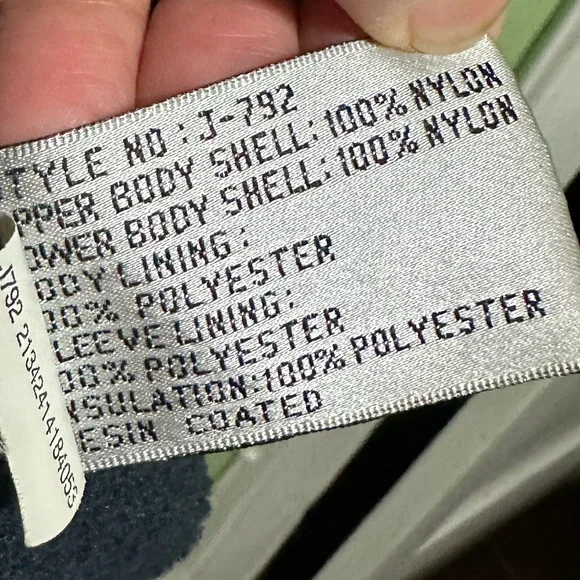 TYLE NO: J-792
PPER BODY SHELL: 100% NYLON
OWER BODY SHELL: 100% NYLON
ODY LINING:
00% POLYESTER
LEEVE LINING:
00% POLYESTER
NSULATION: 100% POLYESTER
ESIN COATED
J792 21342414184053